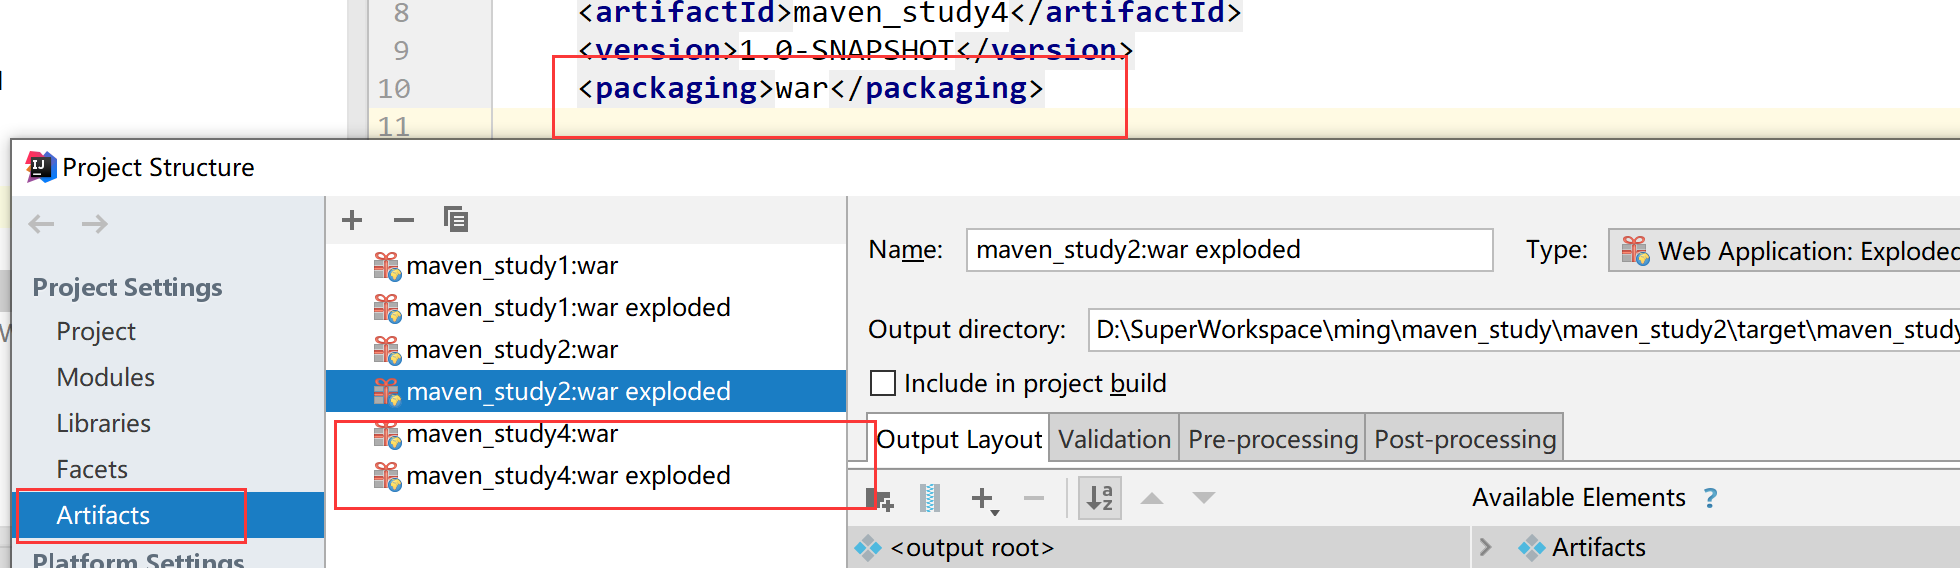 8 <artifactId>maven_study4</artifactId>
9 <version>1.0-SNAPSHOT</version>
10 <packaging>war</packaging>
11
Project Structure
Project Settings
Project
Modules
Libraries
Facets
Artifacts
Platform Settings
maven_study1:war
maven_study1:war exploded
maven_study2:war
maven_study2:war exploded
maven_study4:war
maven_study4:war exploded
Name: maven_study2:war exploded Type: Web Application: Exploded
Output directory: D:\SuperWorkspace\ming\maven_study\maven_study2\target\maven_study
Include in project build
Output Layout Validation Pre-processing Post-processing
Available Elements ?
<output root> Artifacts